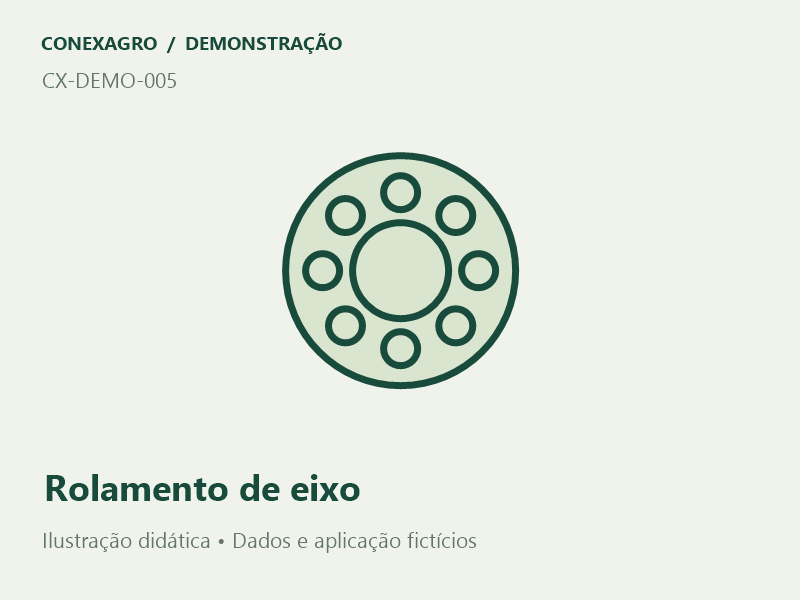 CONEXAGRO / DEMONSTRAÇÃO
CX-DEMO-005
Rolamento de eixo
Ilustração didática • Dados e aplicação fictícios